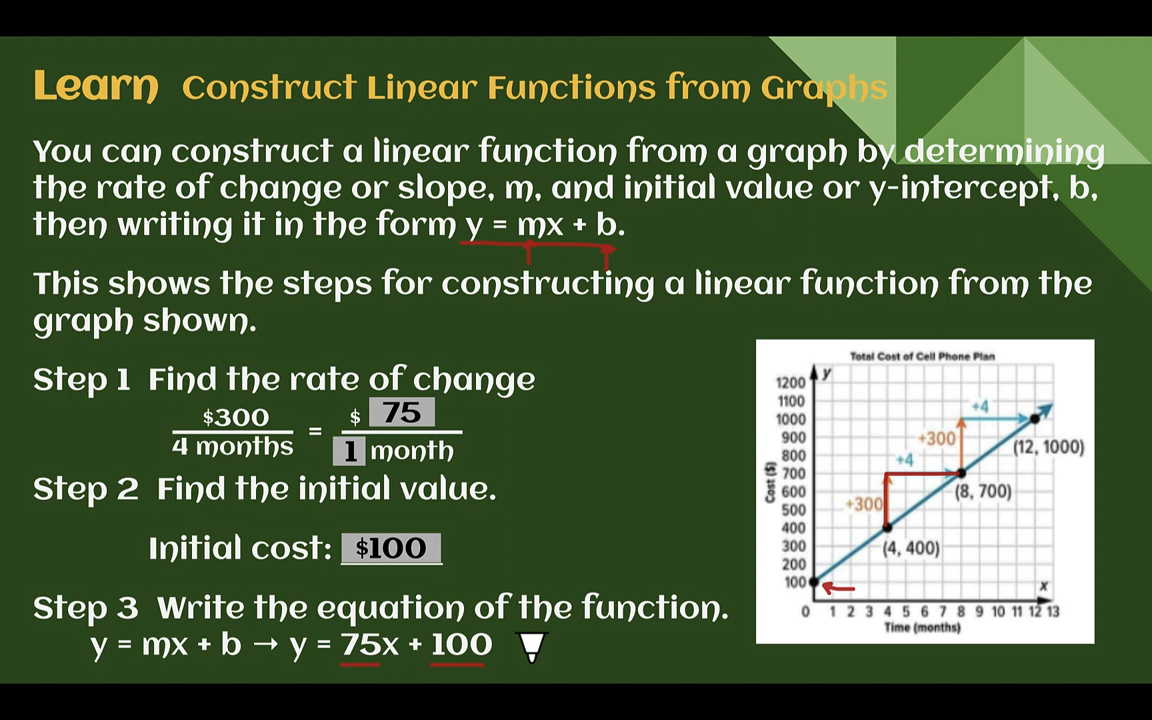 Learn Construct Linear Functions from Graphs
You can construct a linear function from a graph by determining
the rate of change or slope, m, and initial value or y-intercept, b,
then writing it in the form y = mx + b.
This shows the steps for constructing a linear function from the
graph shown.
Step 1 Find the rate of change
$300 = $ 75
4 months 1 month
Step 2 Find the initial value.
Initial cost: $100
Step 3 Write the equation of the function.
y = mx + b → y = 75x + 100
Total Cost of Cell Phone Plan
y
1200
1100
1000
900
800
700
600
500
400
300
200
100
Cost ($)
+4
+300
(12, 1000)
+4
(8, 700)
+300
(4, 400)
x
0 1 2 3 4 5 6 7 8 9 10 11 12 13
Time (months)